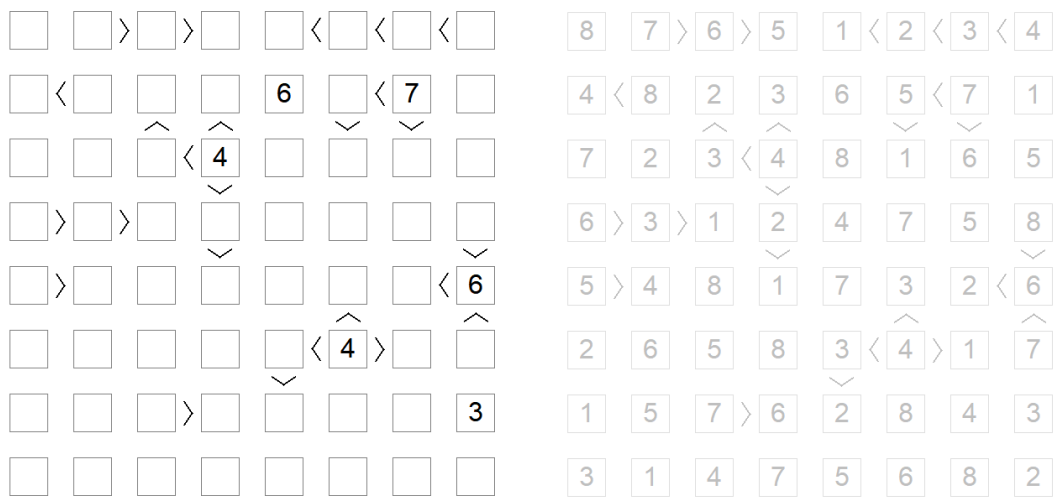 > > < < < 8 7 > 6 > 5 1 < 2 < 3 < 4
< 6 < 7 4 < 8 2 3 6 5 < 7 1
^ ^ v v ^ ^ v v
< 4 7 2 3 < 4 8 1 6 5
v v
> > 6 > 3 > 1 2 4 7 5 8
v v v v
> < 6 5 > 4 8 1 7 3 2 < 6
^ ^ ^ ^
< 4 > 2 6 5 8 3 < 4 > 1 7
v v
> 3 1 5 7 > 6 2 8 4 3
3 1 4 7 5 6 8 2